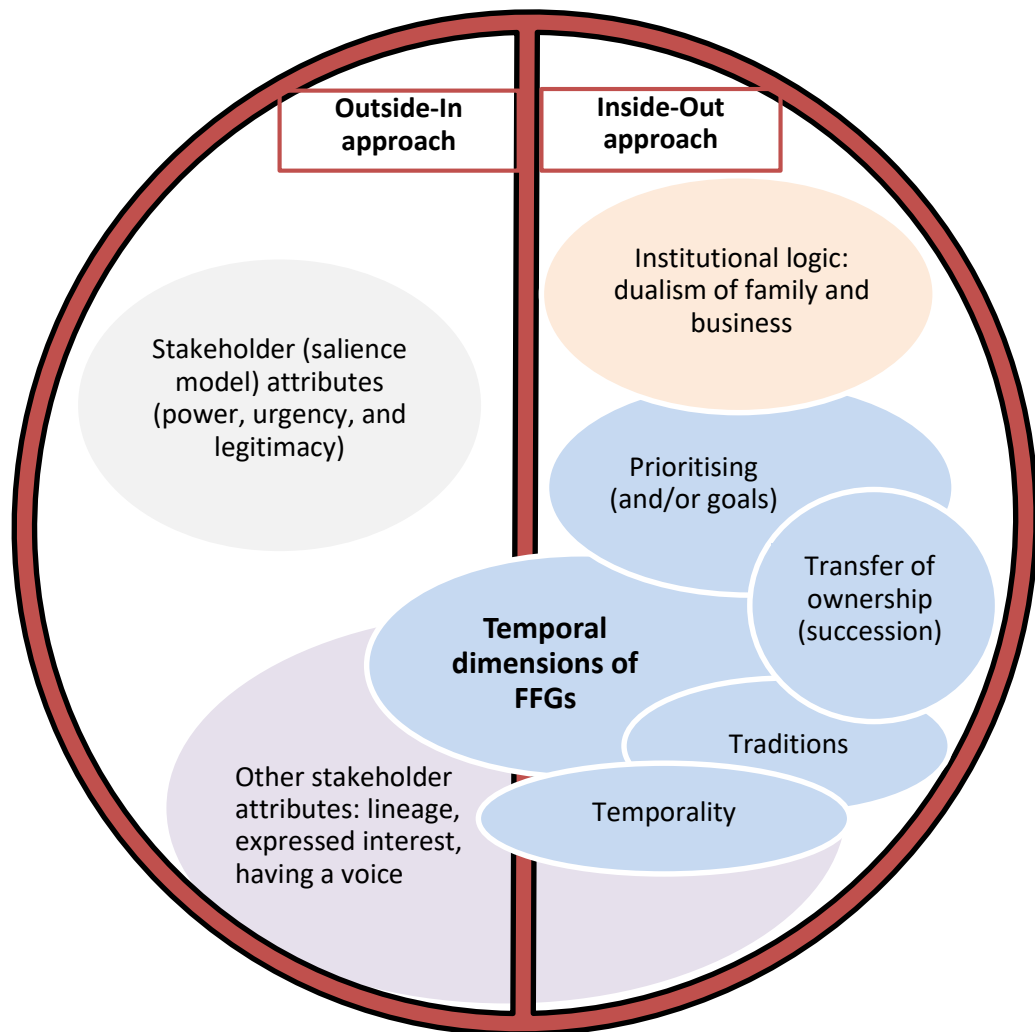 Outside-In
approach
Inside-Out
approach
Institutional logic:
dualism of family and
business
Stakeholder (salience
model) attributes
(power, urgency, and
legitimacy)
Prioritising
(and/or goals)
Transfer of
ownership
(succession)
Temporal
dimensions of
FFGs
Traditions
Other stakeholder
attributes: lineage,
expressed interest,
having a voice
Temporality